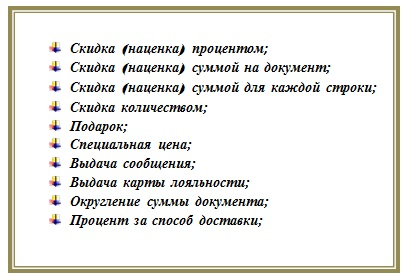 Скидка (наценка) процентом;
Скидка (наценка) суммой на документ;
Скидка (наценка) суммой для каждой строки;
Скидка количеством;
Подарок;
Специальная цена;
Выдача сообщения;
Выдача карты лояльности;
Округление суммы документа;
Процент за способ доставки;